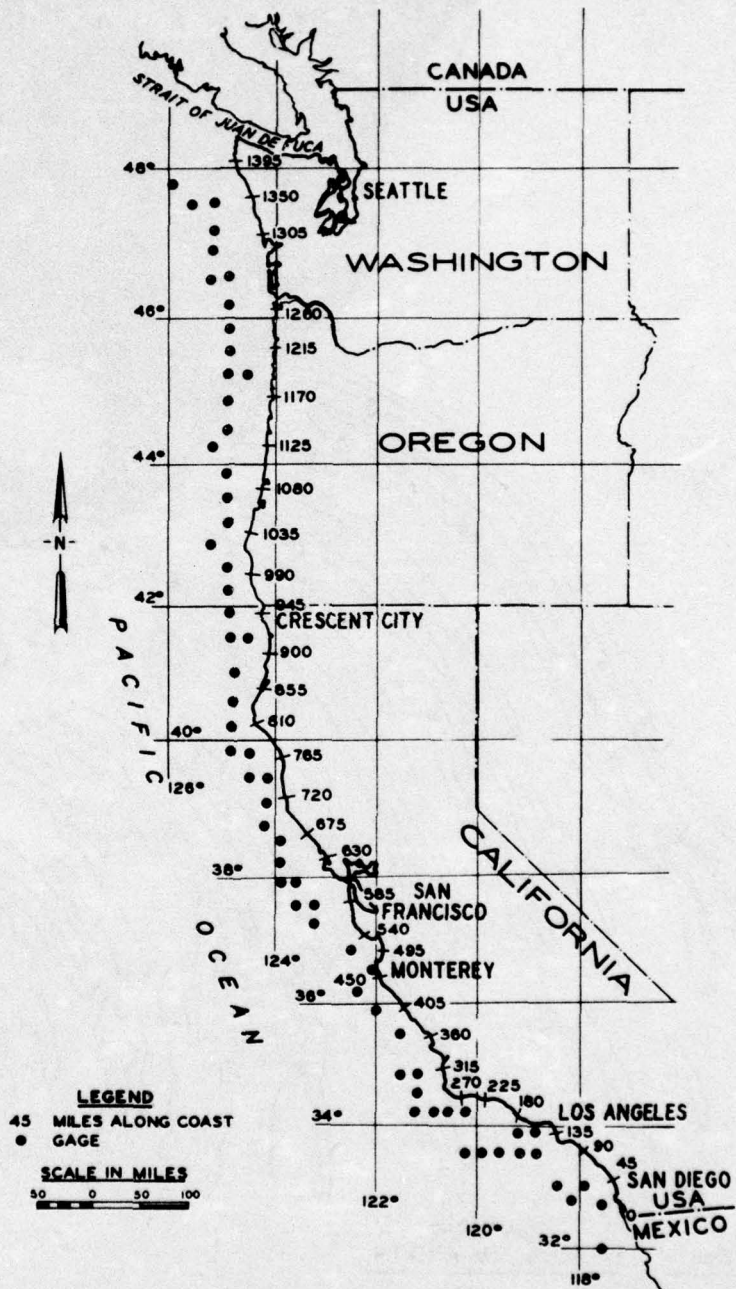 CANADA
USA
STRAIT OF JUAN DE FUCA
48°
1395
1350
SEATTLE
1305
WASHINGTON
46°
1260
1215
1170
OREGON
1125
44°
1080
1035
-N-
990
42°
945
CRESCENT CITY
900
855
810
PACIFIC
40°
765
126°
720
675
CALIFORNIA
630
38°
585
SAN
FRANCISCO
OCEAN
540
124°
495
MONTEREY
450
36°
405
360
315
270
225
180
LEGEND
45 MILES ALONG COAST
GAGE
34°
LOS ANGELES
135
90
SCALE IN MILES
50 0 50 100
45
SAN DIEGO
USA
0
MEXICO
122°
120°
32°
118°